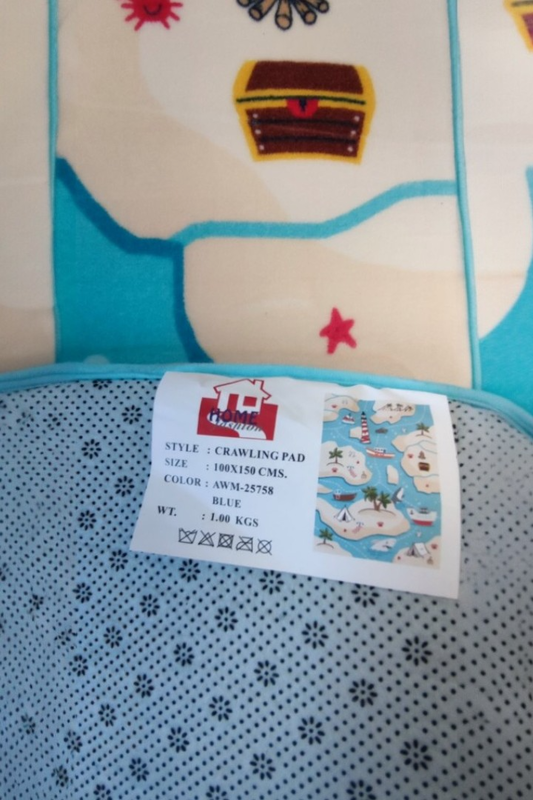 HOME
Fashion
STYLE : CRAWLING PAD
SIZE : 100X150 CMS.
COLOR : AWM-25758
BLUE
WT. : 1.00 KGS